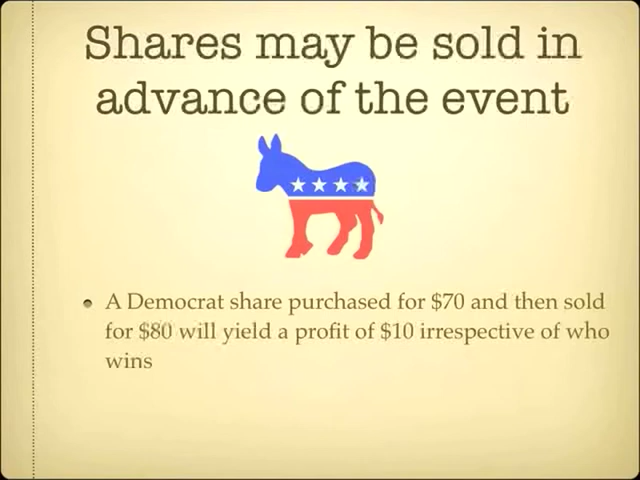 Shares may be sold in
advance of the event
A Democrat share purchased for $70 and then sold
for $80 will yield a profit of $10 irrespective of who
wins